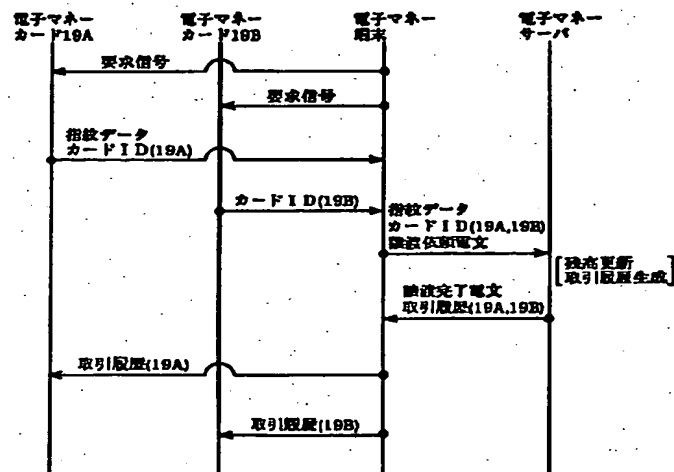 電子マネー
カード19A
電子マネー
カード19B
電子マネー
端末
電子マネー
サーバ
要求信号
要求信号
指紋データ
カードID(19A)
カードID(19B)
指紋データ
カードID(19A,19B)
譲渡依頼電文
残高更新
取引履歴生成
譲渡完了電文
取引履歴(19A,19B)
取引履歴(19A)
取引履歴(19B)